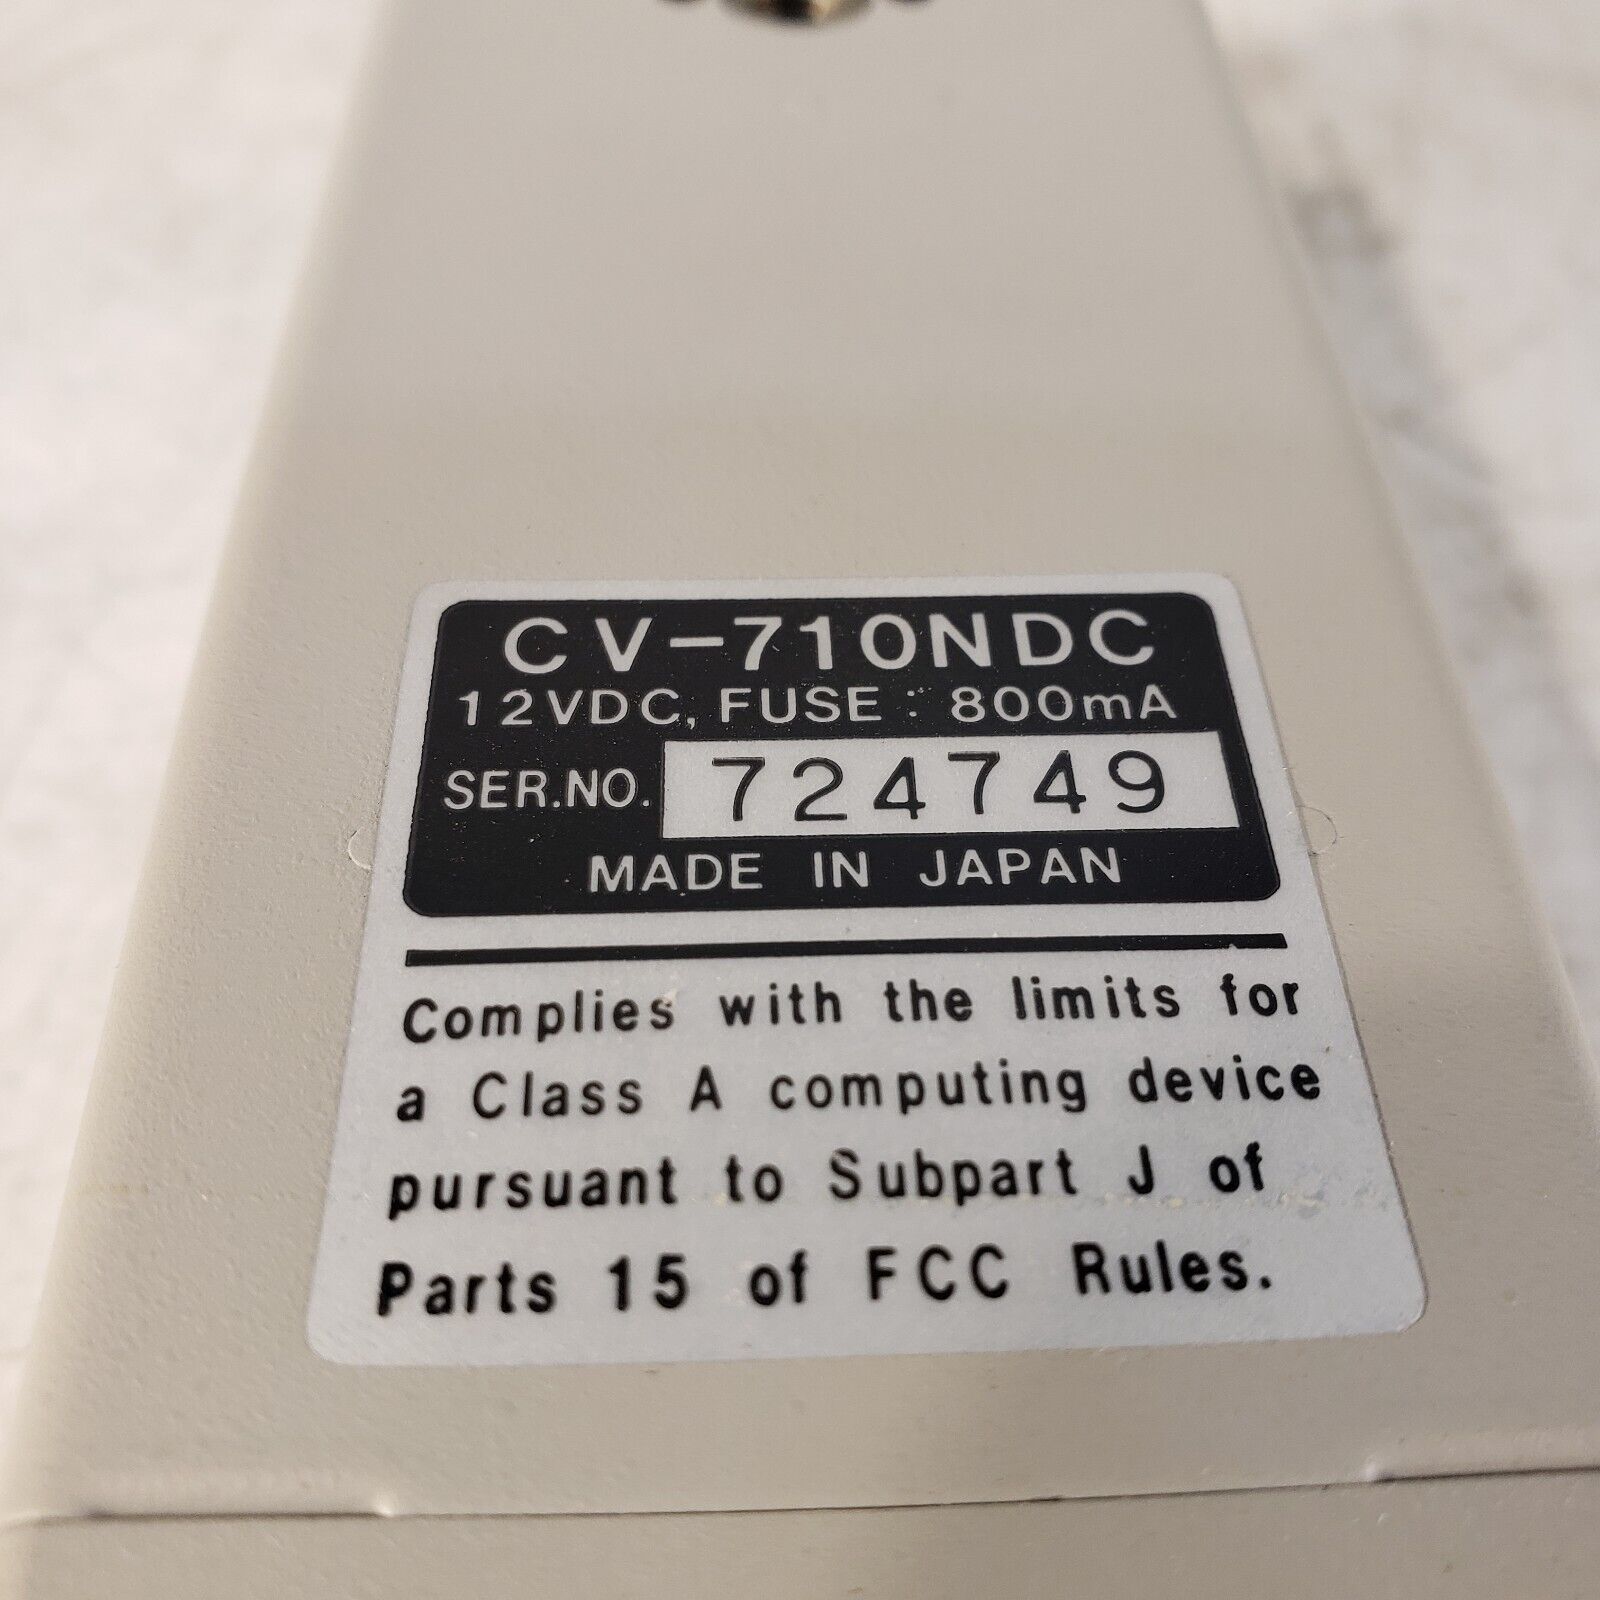 CV-710NDC
12VDC, FUSE : 800mA
SER.NO. 724749
MADE IN JAPAN
Complies with the limits for
a Class A computing device
pursuant to Subpart J of
Parts 15 of FCC Rules.